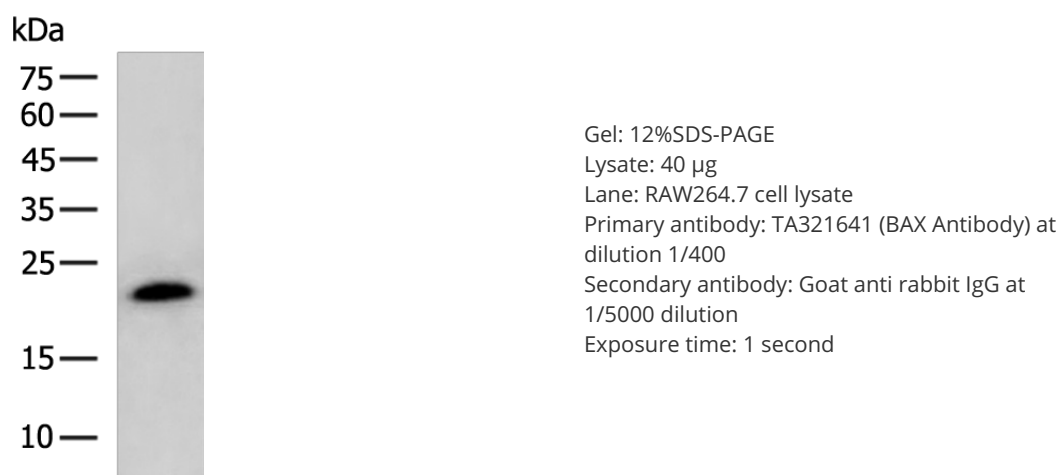 kDa
75
60
45
35
25
15
10
Gel: 12%SDS-PAGE
Lysate: 40 µg
Lane: RAW264.7 cell lysate
Primary antibody: TA321641 (BAX Antibody) at
dilution 1/400
Secondary antibody: Goat anti rabbit IgG at
1/5000 dilution
Exposure time: 1 second